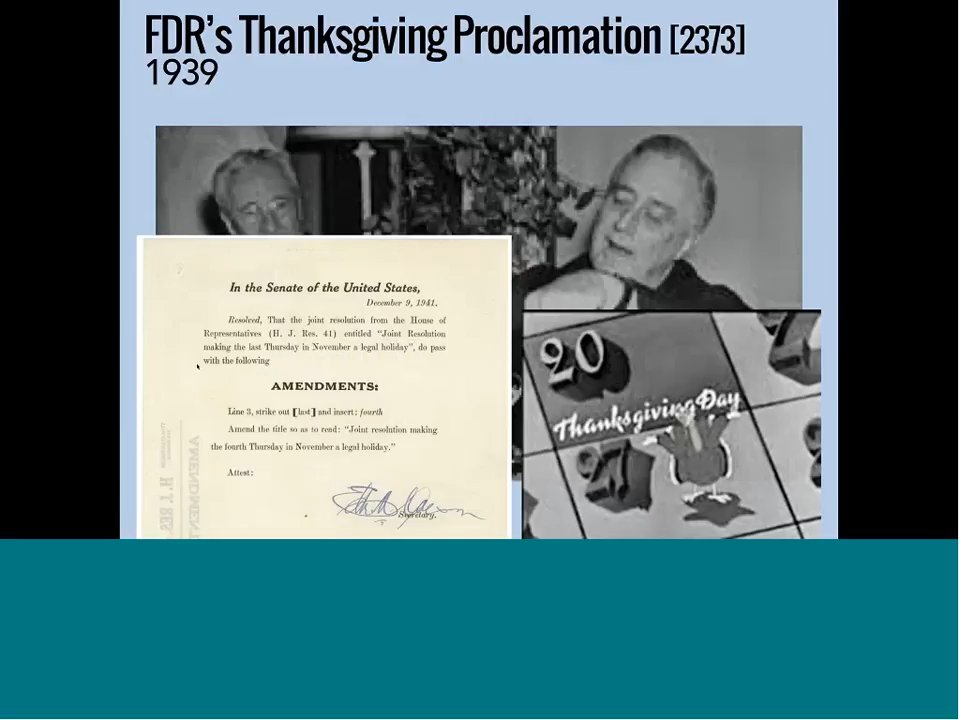 FDR's Thanksgiving Proclamation [2373]
1939
In the Senate of the United States,
December 9, 1941.
Resolved, That the joint resolution from the House of
Representatives (H. J. Res. 41) entitled "Joint Resolution
making the last Thursday in November a legal holiday", do pass
with the following
AMENDMENTS:
Line 3, strike out [last] and insert: fourth
Amend the title so as to read: "Joint resolution making
the fourth Thursday in November a legal holiday."
Attest:
Secretary.
20
Thanksgiving Day